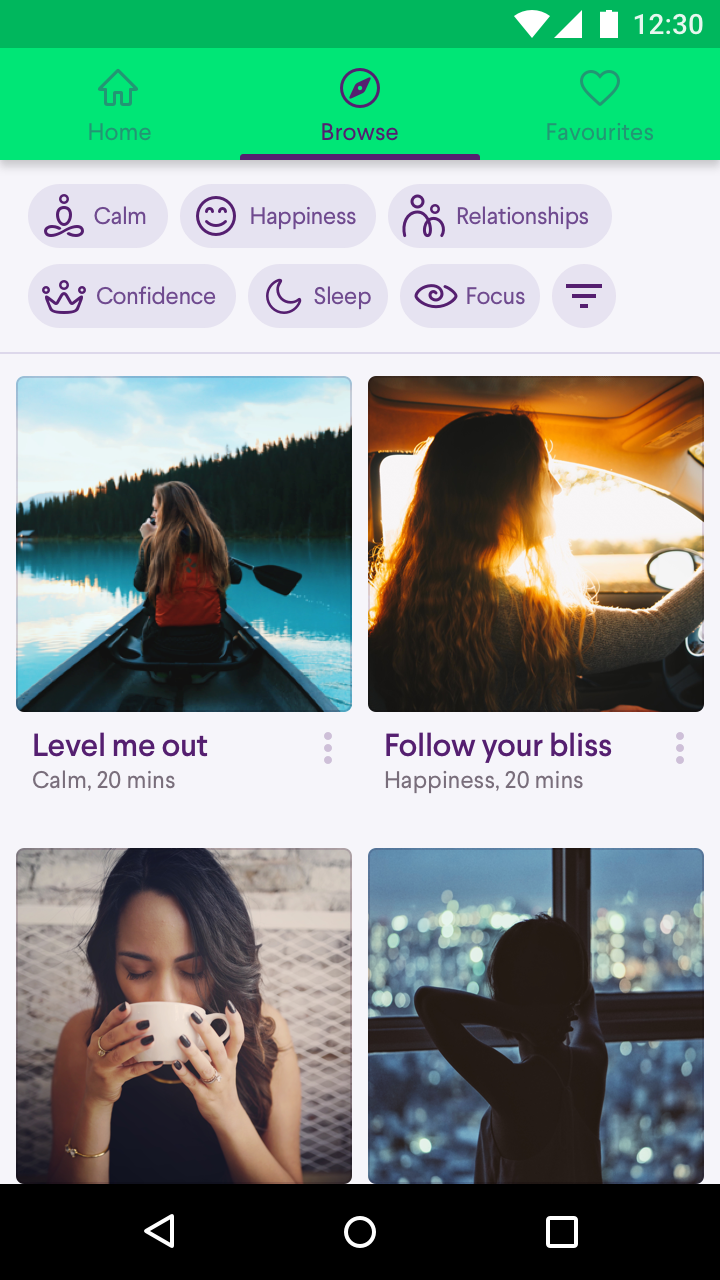 12:30
Home Browse Favourites
Calm Happiness Relationships
Confidence Sleep Focus
Level me out Follow your bliss
Calm, 20 mins Happiness, 20 mins